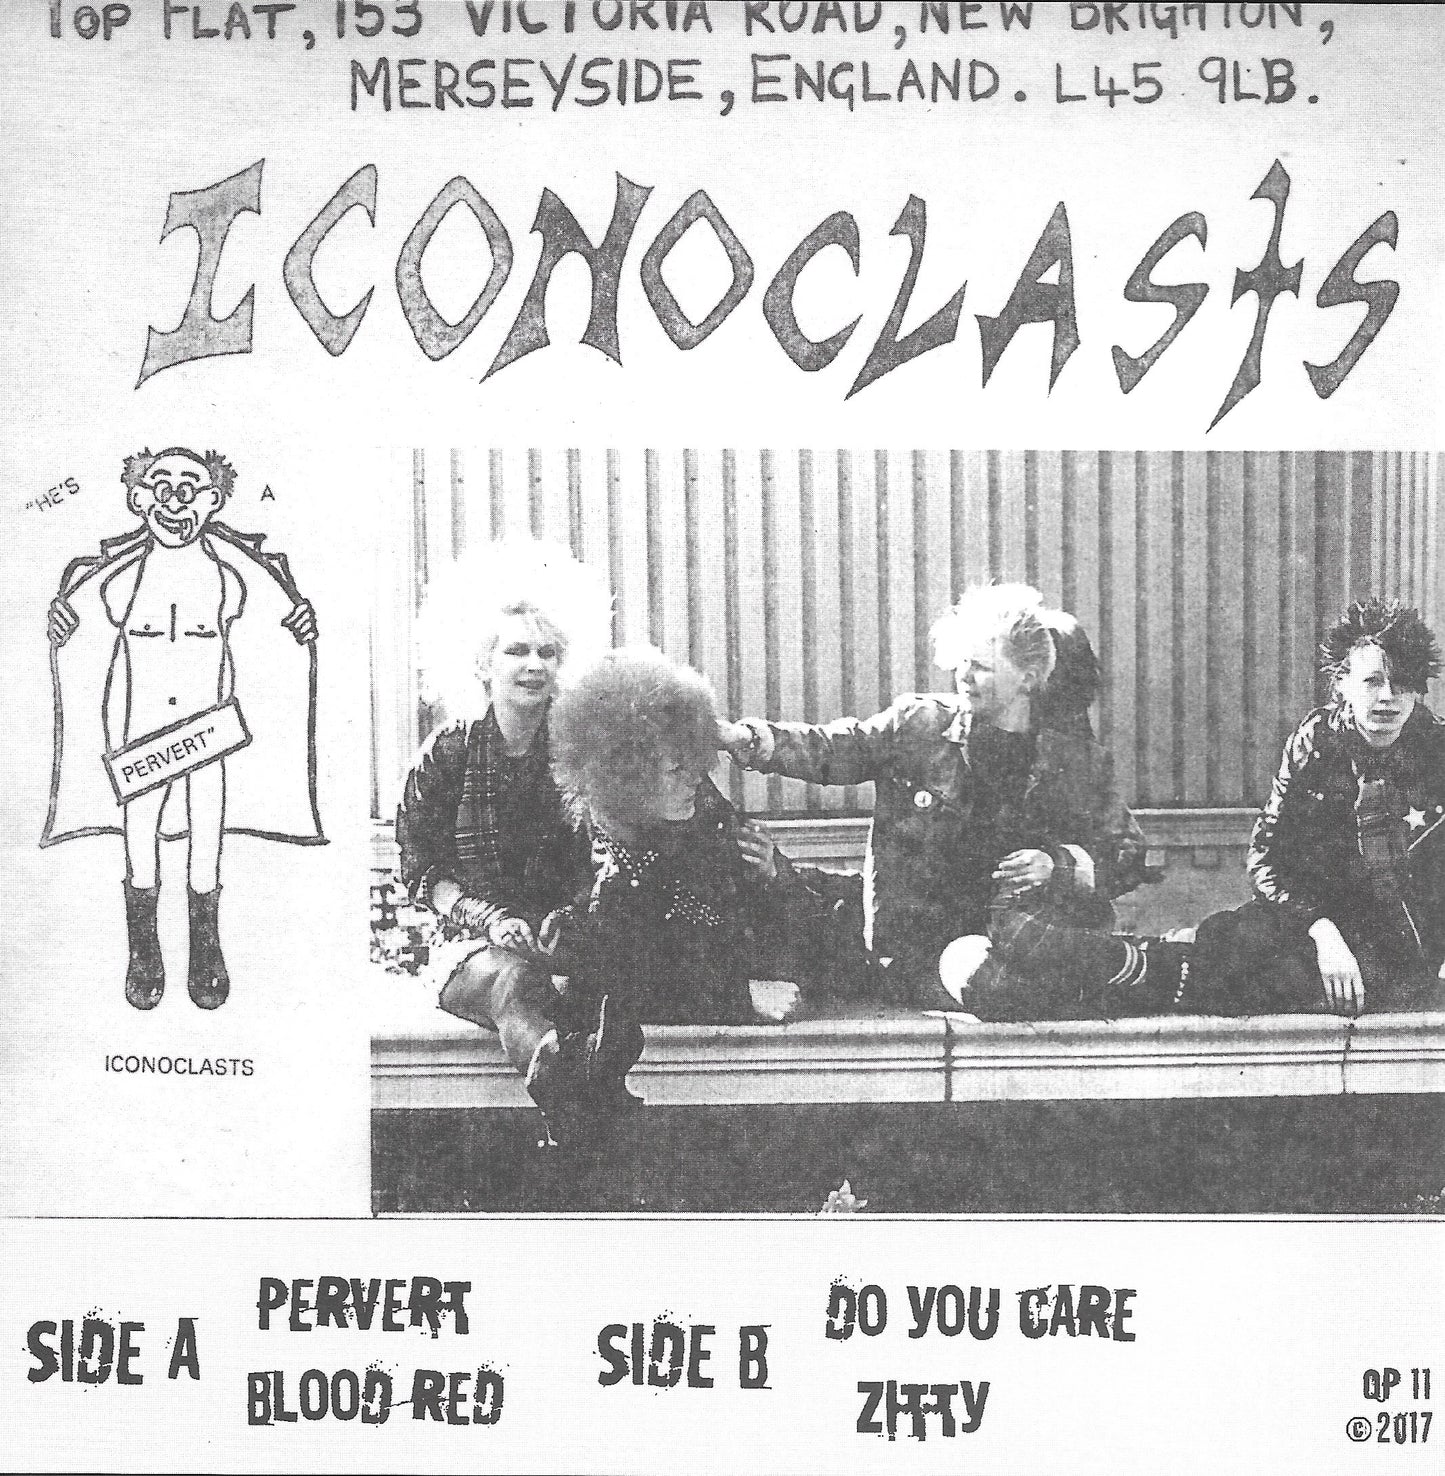 TOP FLAT, 153 VICTORIA ROAD, NEW BRIGHTON,
MERSEYSIDE, ENGLAND. L45 9LB.
ICONOCLASTS
"HE'S A
PERVERT"
ICONOCLASTS
SIDE A
PERVERT
BLOOD RED
SIDE B
DO YOU CARE
ZITTY
QP 11
©2017